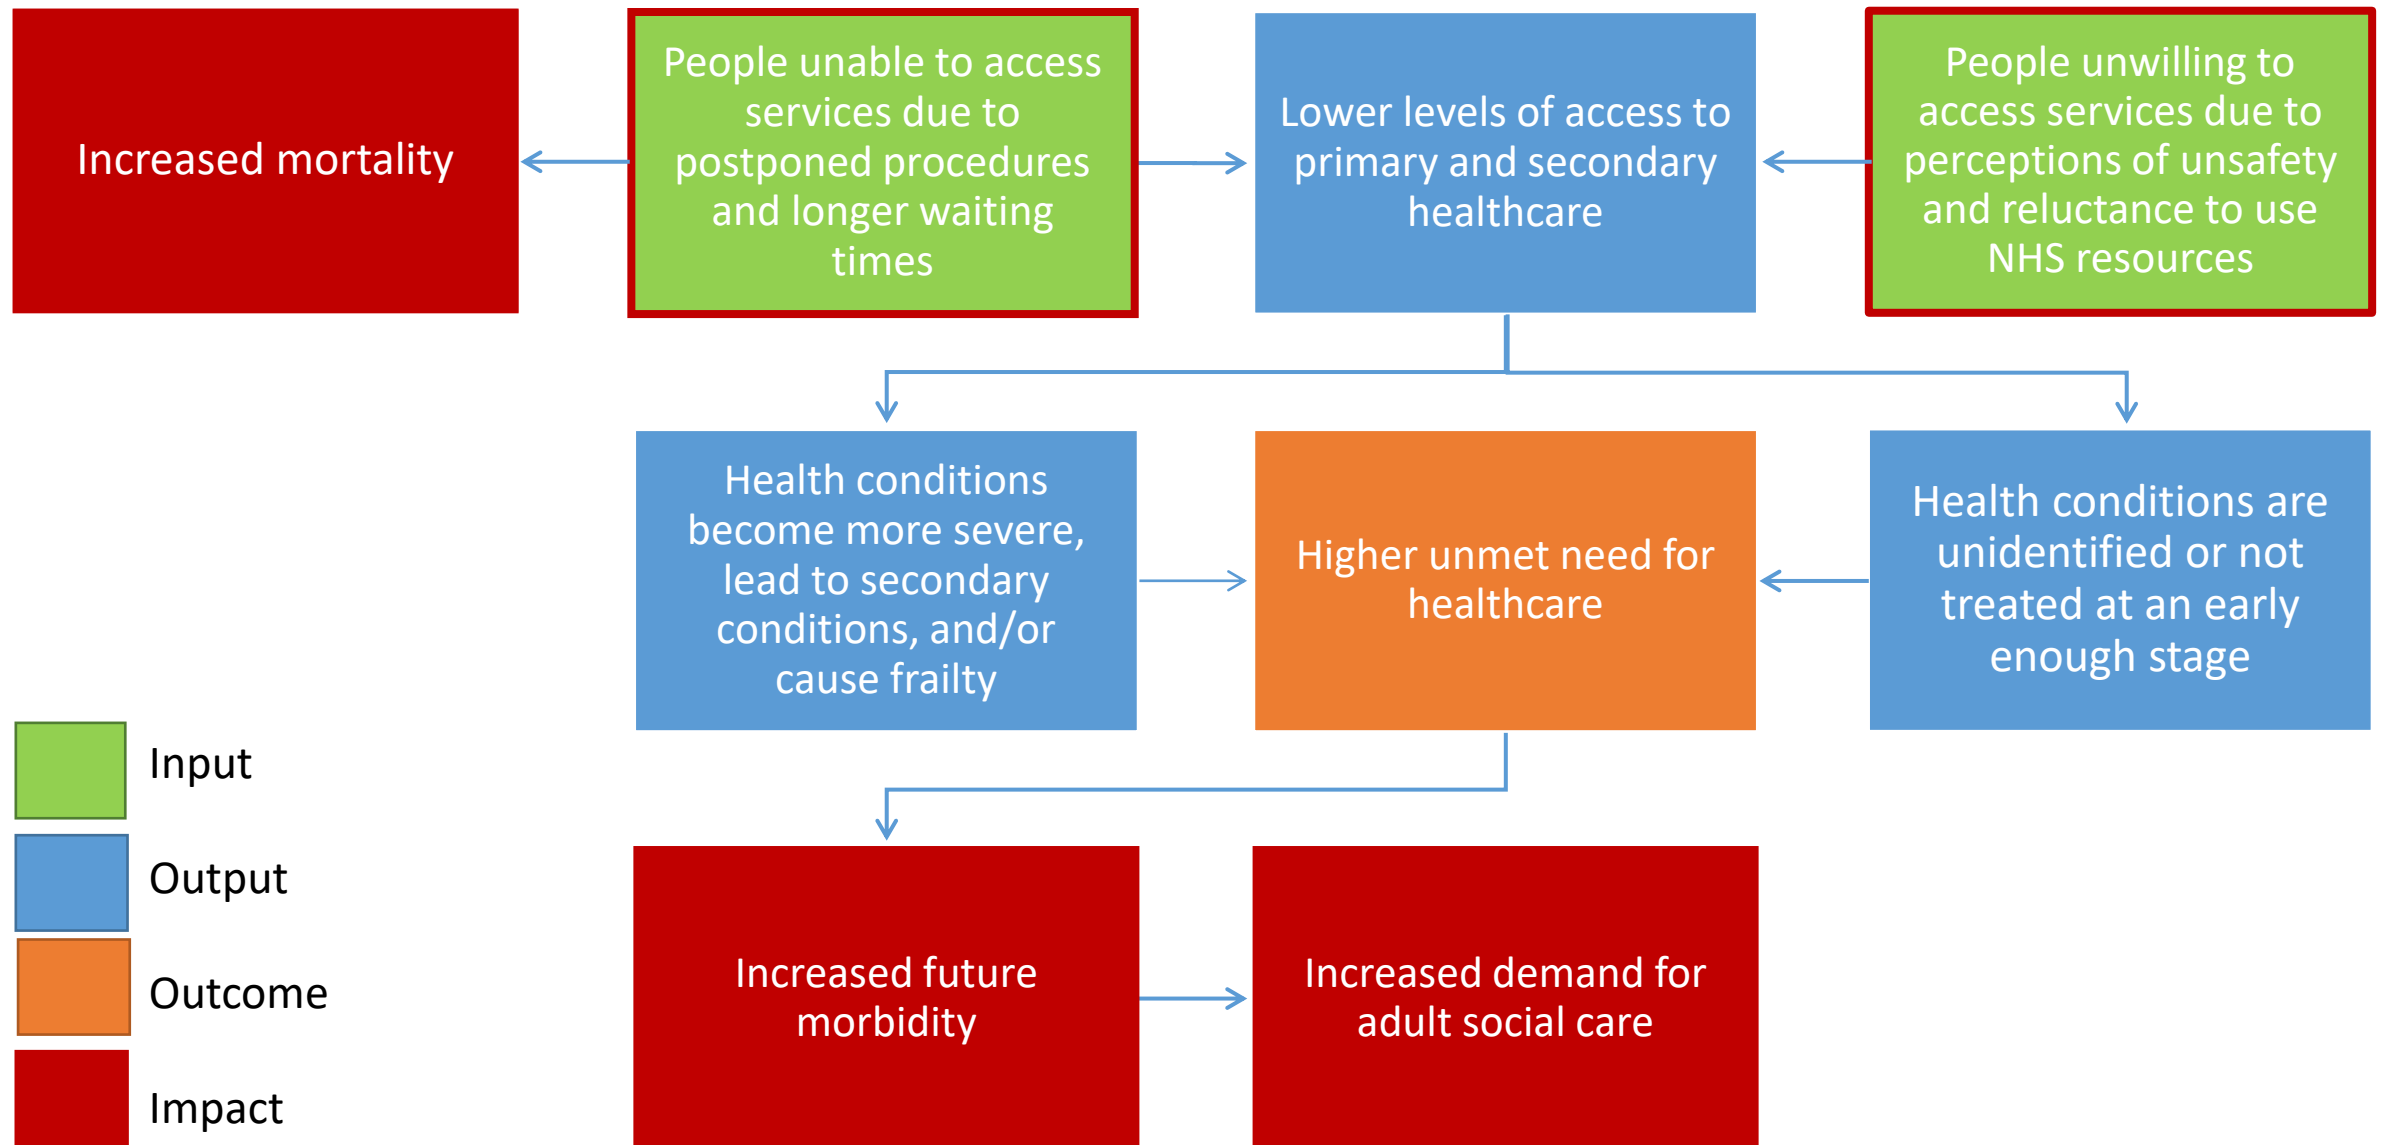 Increased mortality
People unable to access
services due to
postponed procedures
and longer waiting
times
Lower levels of access to
primary and secondary
healthcare
People unwilling to
access services due to
perceptions of unsafety
and reluctance to use
NHS resources
Health conditions
become more severe,
lead to secondary
conditions, and/or
cause frailty
Higher unmet need for
healthcare
Health conditions are
unidentified or not
treated at an early
enough stage
Increased future
morbidity
Increased demand for
adult social care
Input
Output
Outcome
Impact